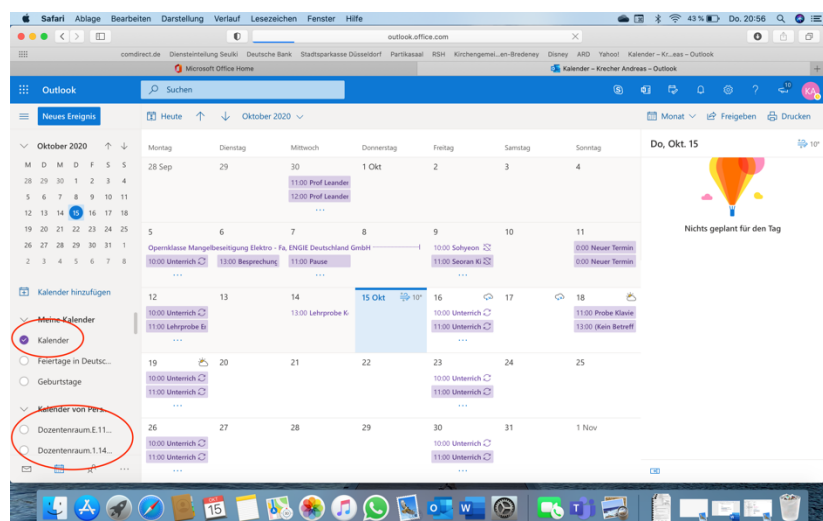 Safari Ablage Bearbeiten Darstellung Verlauf Lesezeichen Fenster Hilfe 43 % Do. 20:56
outlook.office.com
comdirect.de Diensteinteilung Seulki Deutsche Bank Stadtsparkasse Düsseldorf Partikasaal RSH Kirchengemei...en-Bredeney Disney ARD Yahoo! Kalender – Kr...eas – Outlook
Microsoft Office Home Kalender – Krecher Andreas – Outlook
Outlook Suchen 10 KA
Neues Ereignis Heute Oktober 2020 Monat Freigeben Drucken
Oktober 2020
M D M D F S S
28 29 30 1 2 3 4
5 6 7 8 9 10 11
12 13 14 15 16 17 18
19 20 21 22 23 24 25
26 27 28 29 30 31 1
2 3 4 5 6 7 8
Kalender hinzufügen
Meine Kalender
Kalender
Feiertage in Deutsc...
Geburtstage
Kalender von Pers...
Dozentenraum.E.11...
Dozentenraum.1.14...
...
Montag Dienstag Mittwoch Donnerstag Freitag Samstag Sonntag
28 Sep 29 30 1 Okt 2 3 4
11:00 Prof Leander
12:00 Prof Leander
...
5 6 7 8 9 10 11
Opernklasse Mangelbeseitigung Elektro - Fa, ENGIE Deutschland GmbH 10:00 Sohyeon 0:00 Neuer Termin
10:00 Unterrich 13:00 Besprechung 11:00 Pause 11:00 Seoran Ki 0:00 Neuer Termin
... ... ...
12 13 14 15 Okt 10° 16 17 18
10:00 Unterrich 13:00 Lehrprobe K 10:00 Unterrich 11:00 Probe Klavie
11:00 Lehrprobe Er 11:00 Unterrich 13:00 (Kein Betreff
... ...
19 20 21 22 23 24 25
10:00 Unterrich 10:00 Unterrich
11:00 Unterrich 11:00 Unterrich
... ...
26 27 28 29 30 31 1 Nov
10:00 Unterrich 10:00 Unterrich
11:00 Unterrich 11:00 Unterrich
... ...
Do, Okt. 15 10°
Nichts geplant für den Tag
OKT
15